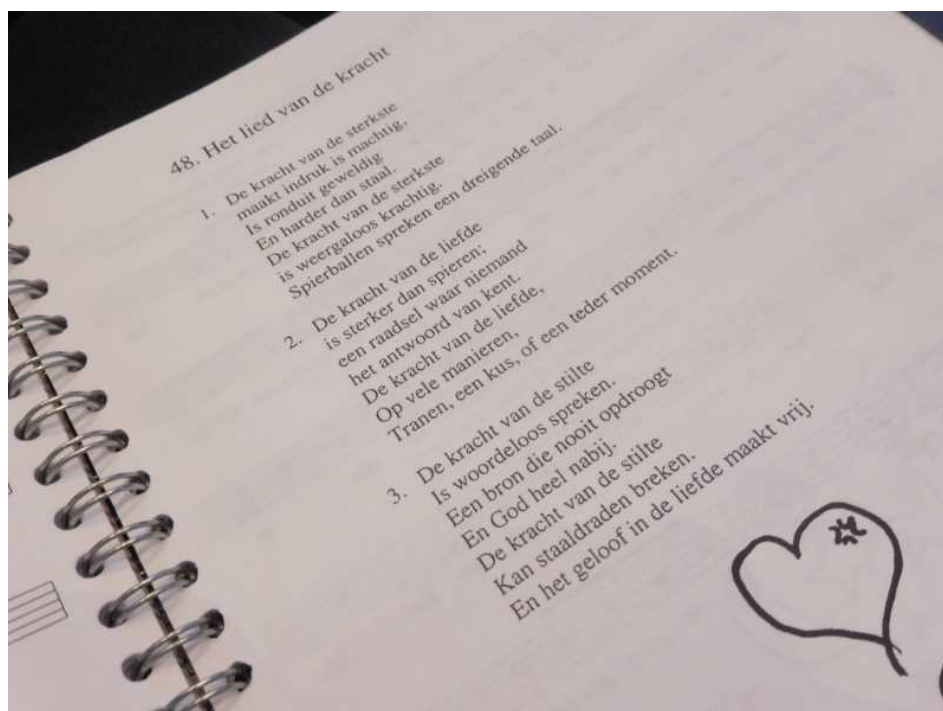 48. Het lied van de kracht
1. De kracht van de sterkste
maakt indruk is machtig,
Is ronduit geweldig
En harder dan staal.
De kracht van de sterkste
is weergaloos krachtig.
Spierballen spreken een dreigende taal.
2. De kracht van de liefde
is sterker dan spieren;
een raadsel waar niemand
het antwoord van kent.
De kracht van de liefde,
Op vele manieren,
Tranen, een kus, of een teder moment.
3. De kracht van de stilte
Is woordeloos spreken.
Een bron die nooit opdroogt
En God heel nabij.
De kracht van de stilte
Kan staaldraden breken.
En het geloof in de liefde maakt vrij.